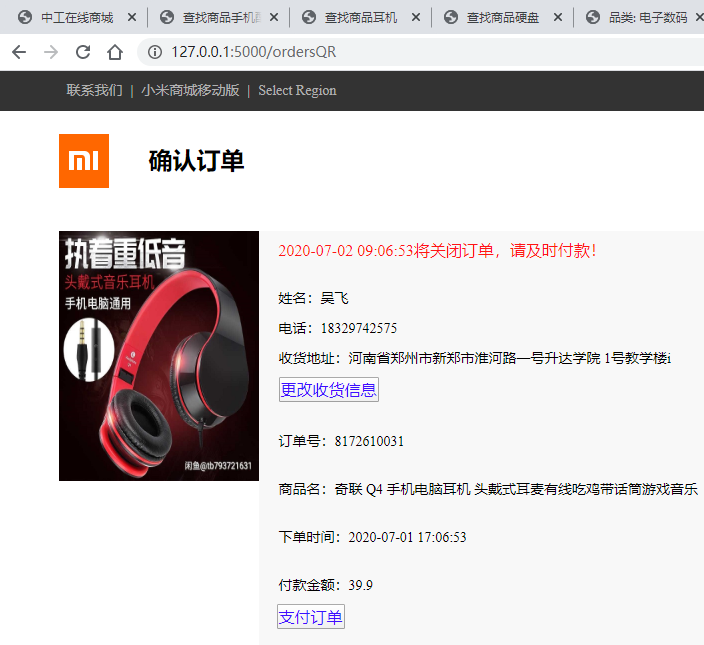 中工在线商城
查找商品手机配
查找商品耳机
查找商品硬盘
品类: 电子数码
127.0.0.1:5000/ordersQR
联系我们 | 小米商城移动版 | Select Region
确认订单
执着重低音
头戴式音乐耳机
手机电脑通用
闲鱼@tb793721631
2020-07-02 09:06:53将关闭订单，请及时付款！
姓名：吴飞
电话：18329742575
收货地址：河南省郑州市新郑市淮河路一号升达学院 1号教学楼i
更改收货信息
订单号：8172610031
商品名：奇联 Q4 手机电脑耳机 头戴式耳麦有线吃鸡带话筒游戏音乐
下单时间：2020-07-01 17:06:53
付款金额：39.9
支付订单